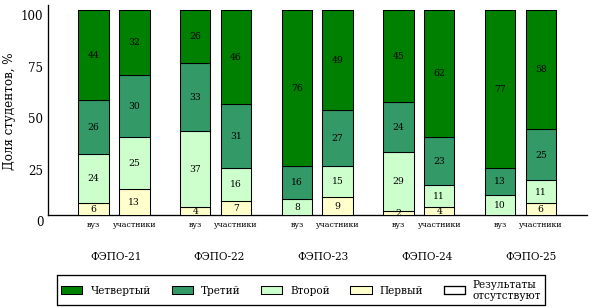 Доля студентов, %
100
75
50
25
0
44 32 26 46 76 49 45 62 77 58
26 30 33 31 16 27 24 23 13 25
24 25 37 16 8 15 29 11 10 11
6 13 4 7 9 2 4 6
вуз участники вуз участники вуз участники вуз участники вуз участники
ФЭПО-21 ФЭПО-22 ФЭПО-23 ФЭПО-24 ФЭПО-25
Четвертый Третий Второй Первый Результаты
отсутствуют